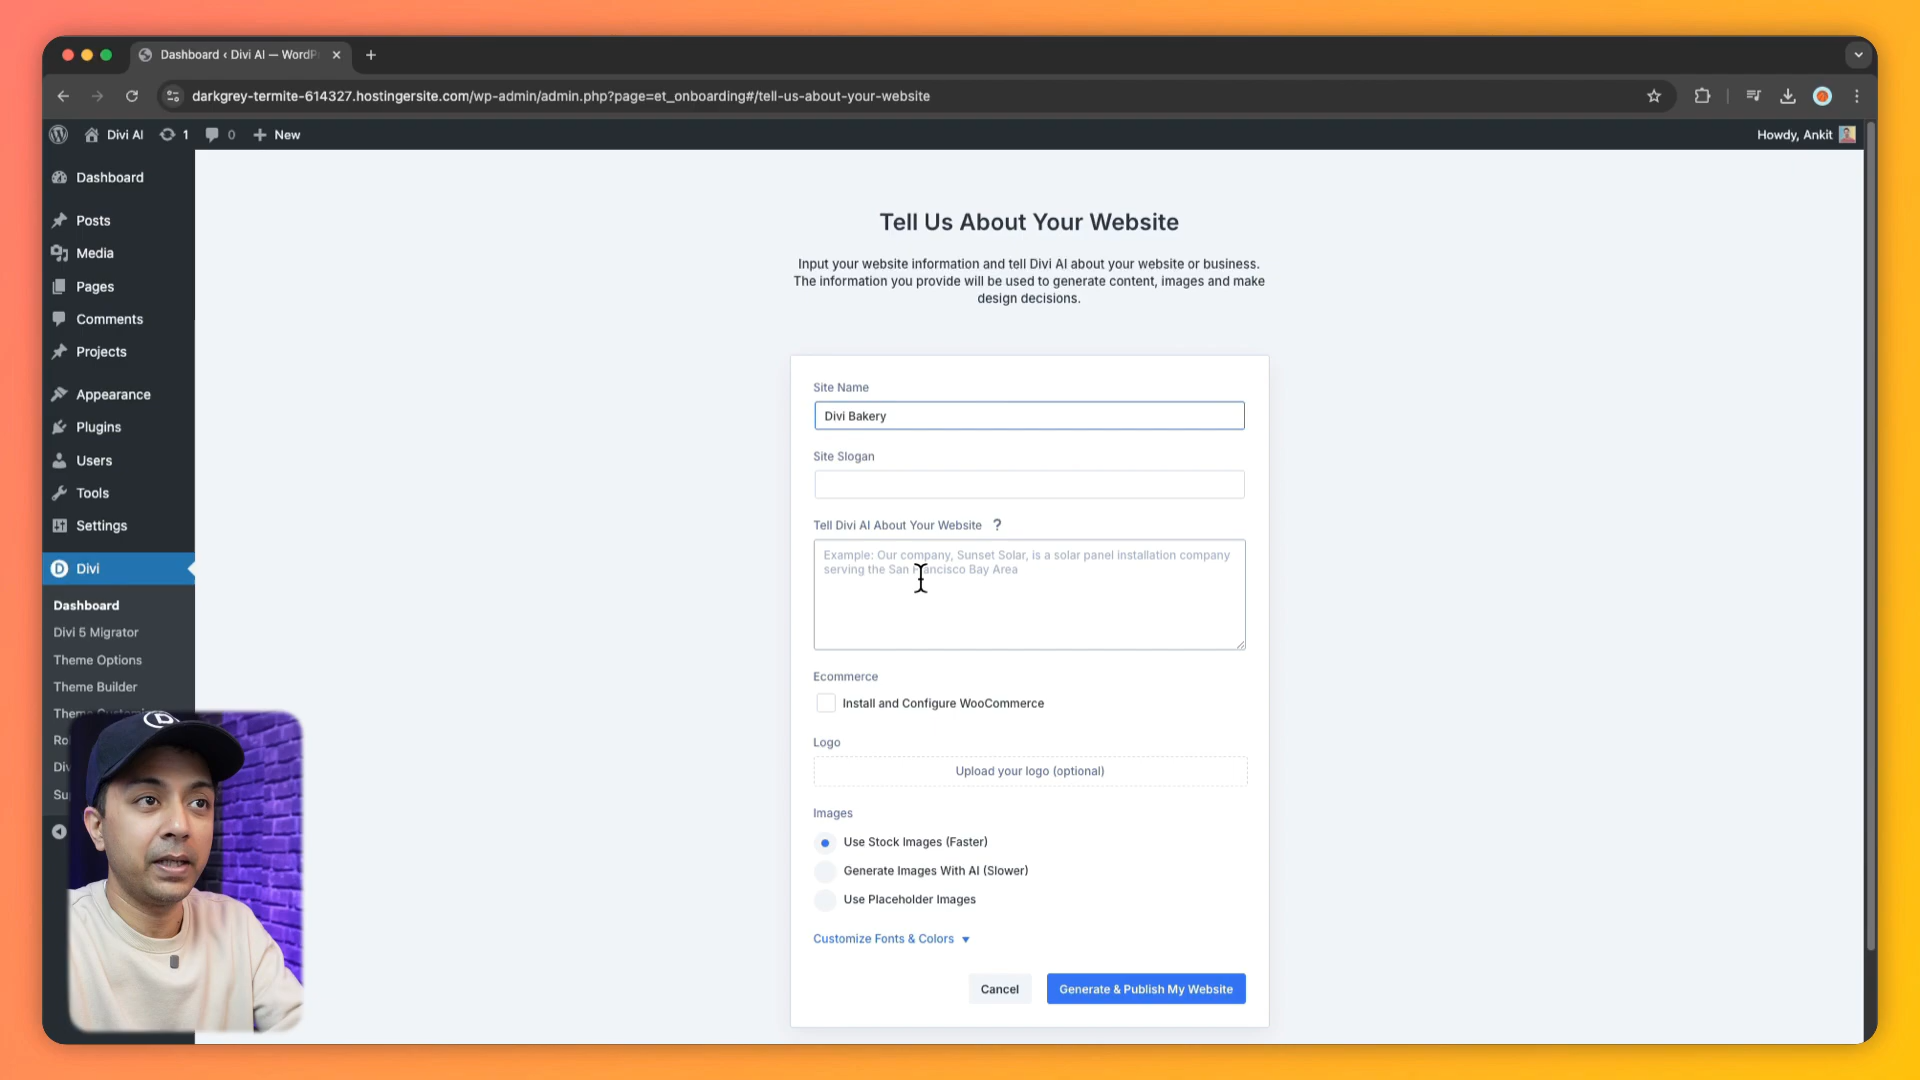 Dashboard ‹ Divi AI — WordP
darkgrey-termite-614327.hostingersite.com/wp-admin/admin.php?page=et_onboarding#/tell-us-about-your-website
Divi AI
1
0
New
Howdy, Ankit
Dashboard
Posts
Media
Pages
Comments
Projects
Appearance
Plugins
Users
Tools
Settings
Divi
Dashboard
Divi 5 Migrator
Theme Options
Theme Builder
Tell Us About Your Website
Input your website information and tell Divi AI about your website or business.
The information you provide will be used to generate content, images and make
design decisions.
Site Name
Divi Bakery
Site Slogan
Tell Divi AI About Your Website ?
Example: Our company, Sunset Solar, is a solar panel installation company
serving the San Francisco Bay Area
Ecommerce
Install and Configure WooCommerce
Logo
Upload your logo (optional)
Images
Use Stock Images (Faster)
Generate Images With AI (Slower)
Use Placeholder Images
Customize Fonts & Colors
Cancel
Generate & Publish My Website